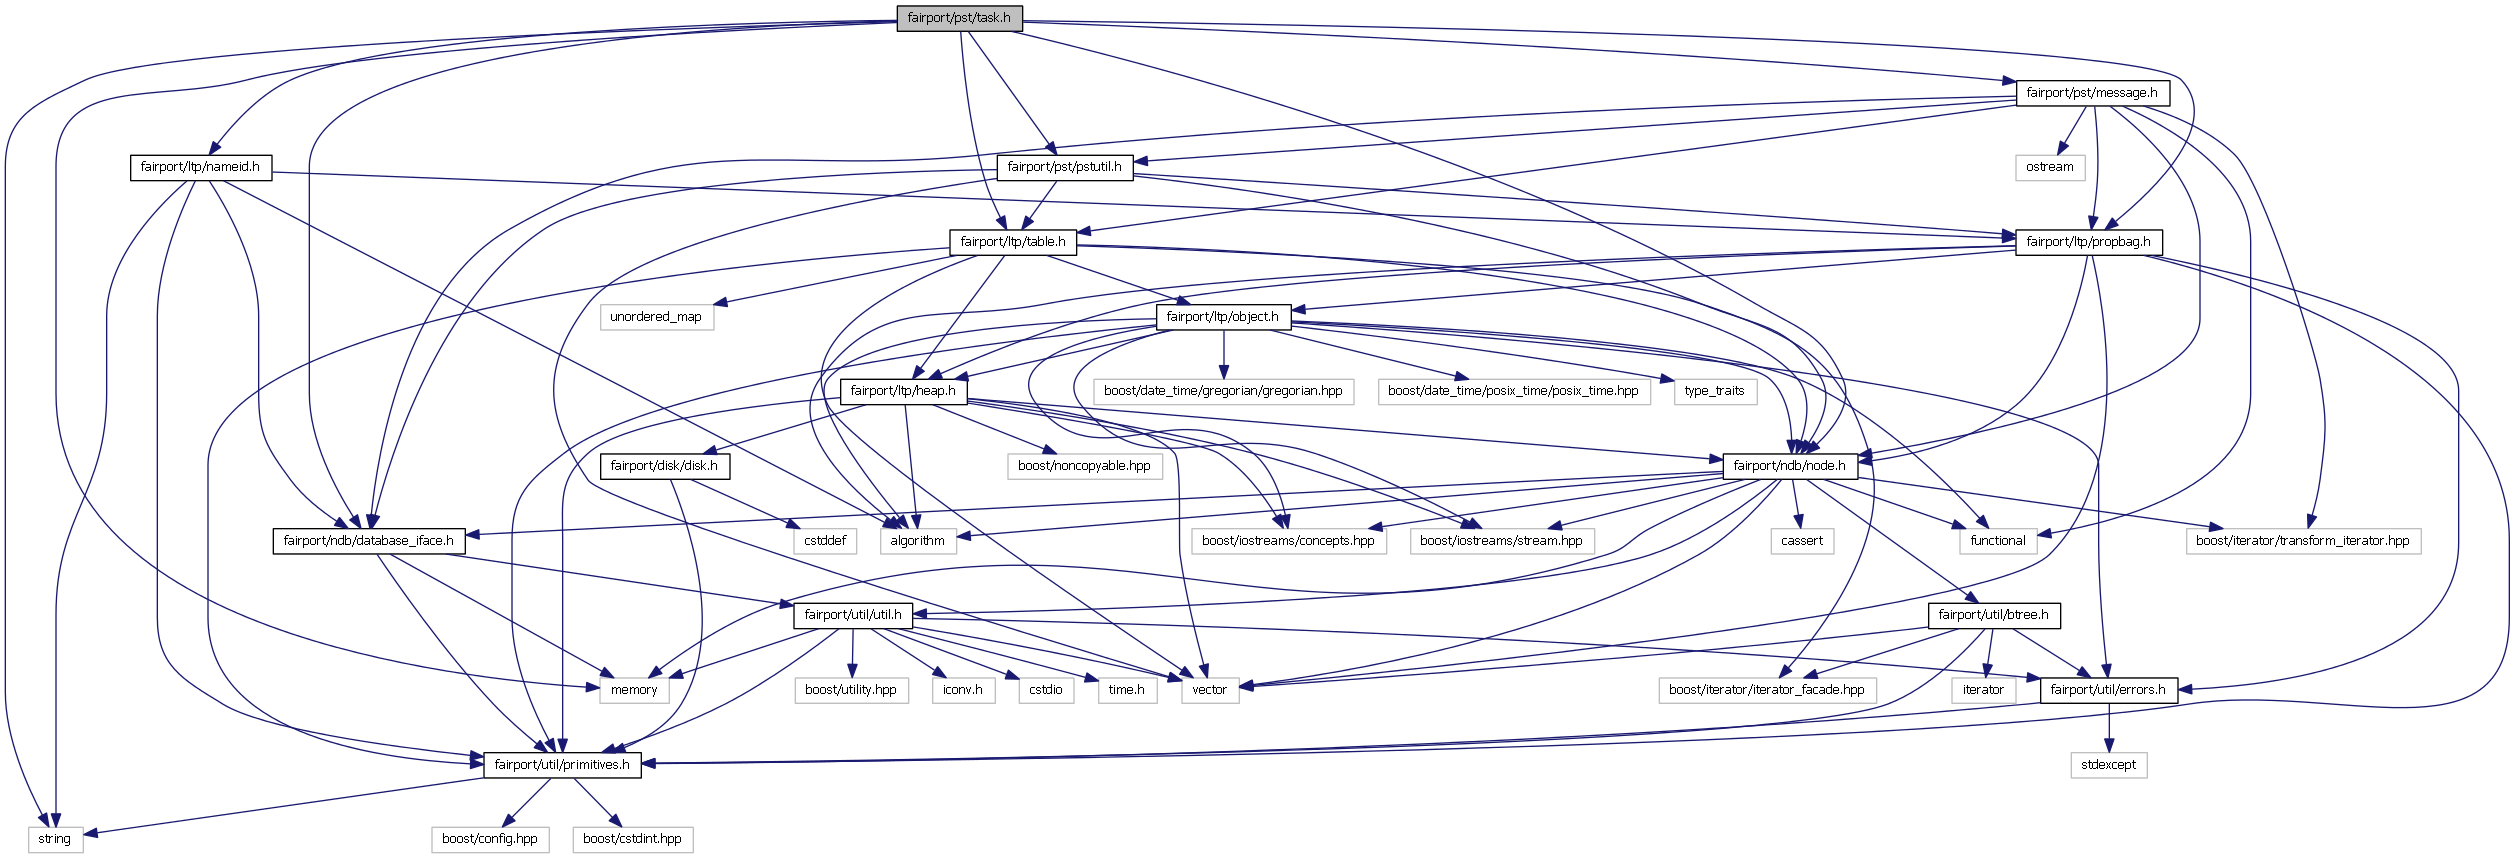 fairport/pst/task.h
fairport/pst/message.h
fairport/ltp/nameid.h
fairport/pst/pstutil.h
ostream
fairport/ltp/table.h
fairport/ltp/propbag.h
unordered_map
fairport/ltp/object.h
fairport/ltp/heap.h
boost/date_time/gregorian/gregorian.hpp
boost/date_time/posix_time/posix_time.hpp
type_traits
fairport/disk/disk.h
boost/noncopyable.hpp
fairport/ndb/node.h
fairport/ndb/database_iface.h
cstddef
algorithm
boost/iostreams/concepts.hpp
boost/iostreams/stream.hpp
cassert
functional
boost/iterator/transform_iterator.hpp
fairport/util/util.h
fairport/util/btree.h
memory
boost/utility.hpp
iconv.h
cstdio
time.h
vector
boost/iterator/iterator_facade.hpp
iterator
fairport/util/errors.h
fairport/util/primitives.h
stdexcept
string
boost/config.hpp
boost/cstdint.hpp